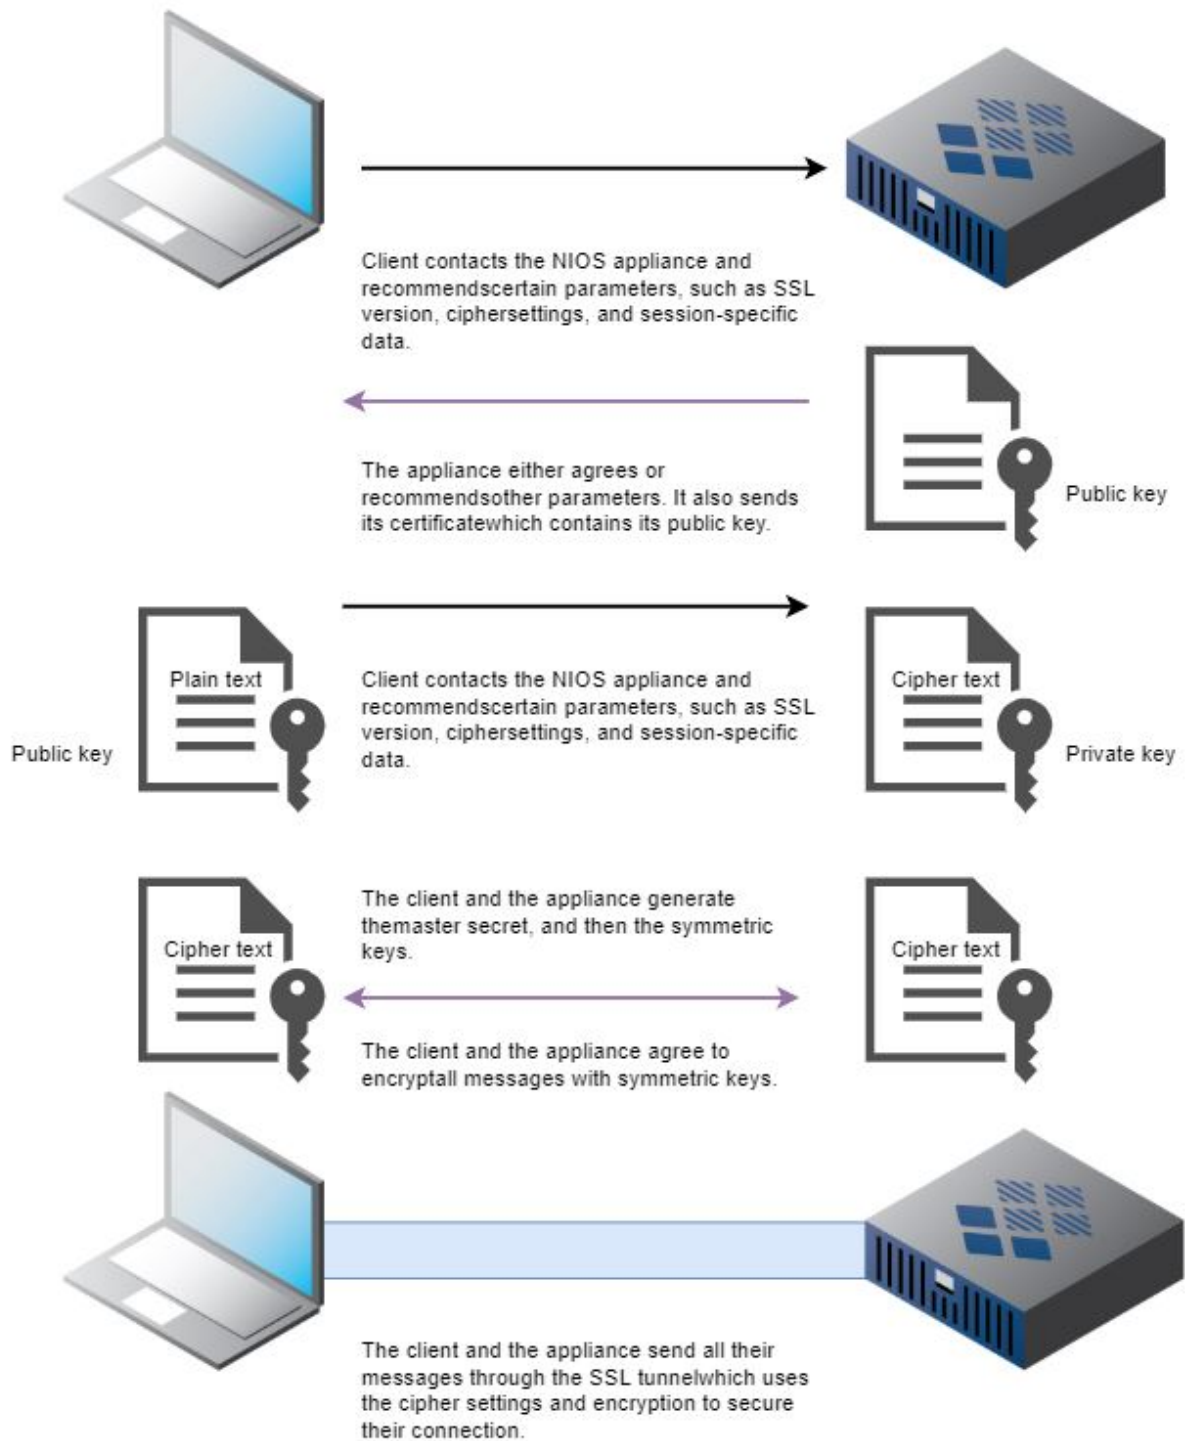 Client contacts the NIOS appliance and
recommendscertain parameters, such as SSL
version, ciphersettings, and session-specific
data.
The appliance either agrees or
recommendsother parameters. It also sends
its certificatewhich contains its public key.
Public key
Plain text
Public key
Client contacts the NIOS appliance and
recommendscertain parameters, such as SSL
version, ciphersettings, and session-specific
data.
Cipher text
Private key
Cipher text
The client and the appliance generate
themaster secret, and then the symmetric
keys.
The client and the appliance agree to
encryptall messages with symmetric keys.
Cipher text
The client and the appliance send all their
messages through the SSL tunnelwhich uses
the cipher settings and encryption to secure
their connection.